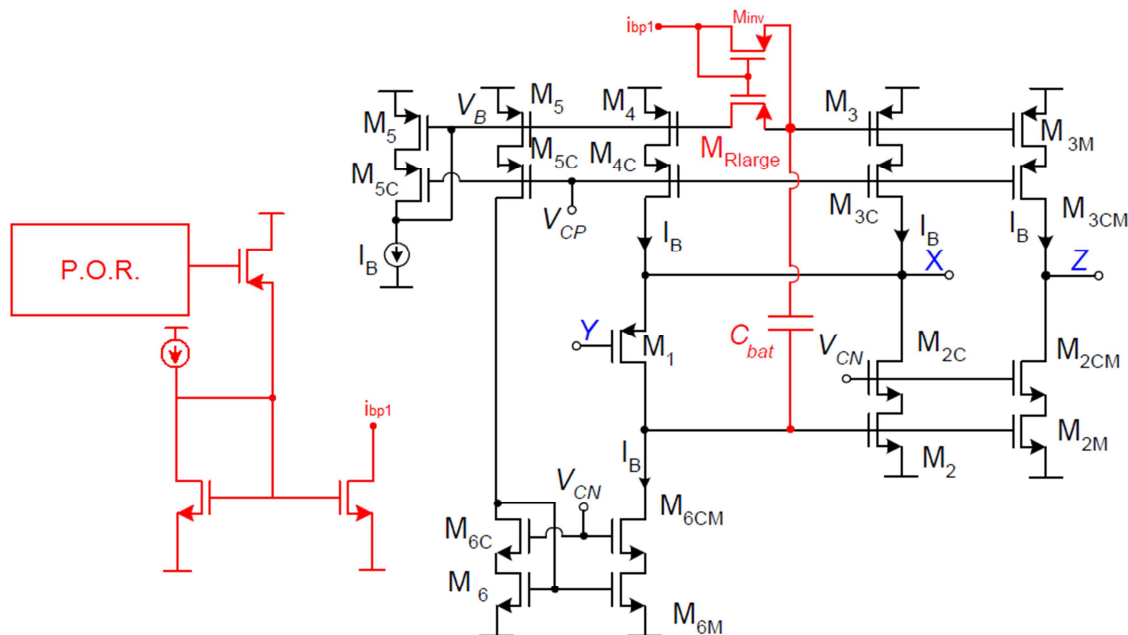 ibp1
Minv
M5
VB
M5
M4
M3
M3M
MRlarge
M5C
M5C
M4C
M3C
M3CM
VCP
IB
IB
IB
IB
X
Z
P.O.R.
Y
M1
Cbat
VCN
M2C
M2CM
ibp1
IB
M2
M2M
VCN
M6C
M6CM
M6
M6M